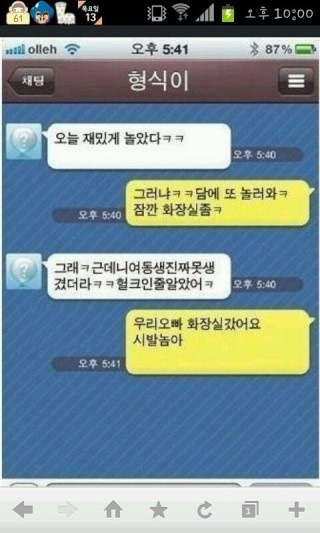 61
목요일
13
오후 10:00
olleh
오후 5:41
87%
채팅
형식이
오늘 재밌게 놀았다ㅋㅋ
오후 5:40
그러냐ㅋㅋ담에 또 놀러와ㅋ
잠깐 화장실좀ㅋ
오후 5:40
그래ㅋ근데니여동생진짜못생
겼더라ㅋㅋ헐크인줄알았어ㅋ
오후 5:40
우리오빠 화장실갔어요
시발놈아
오후 5:41
1